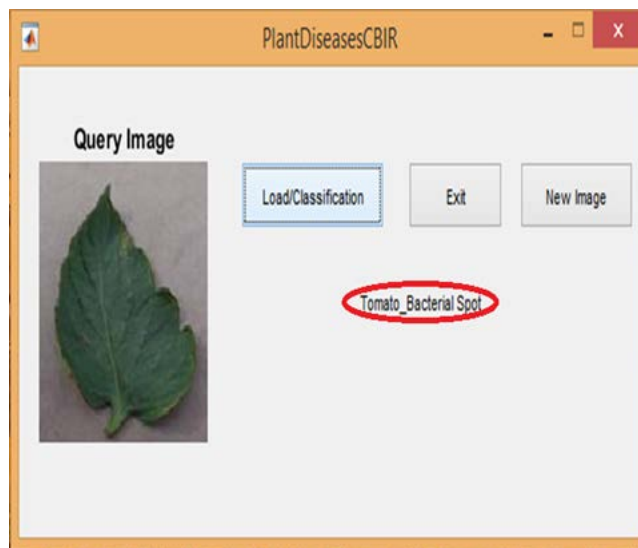 PlantDiseasesCBIR
Query Image
Load/Classification
Exit
New Image
Tomato_Bacterial Spot